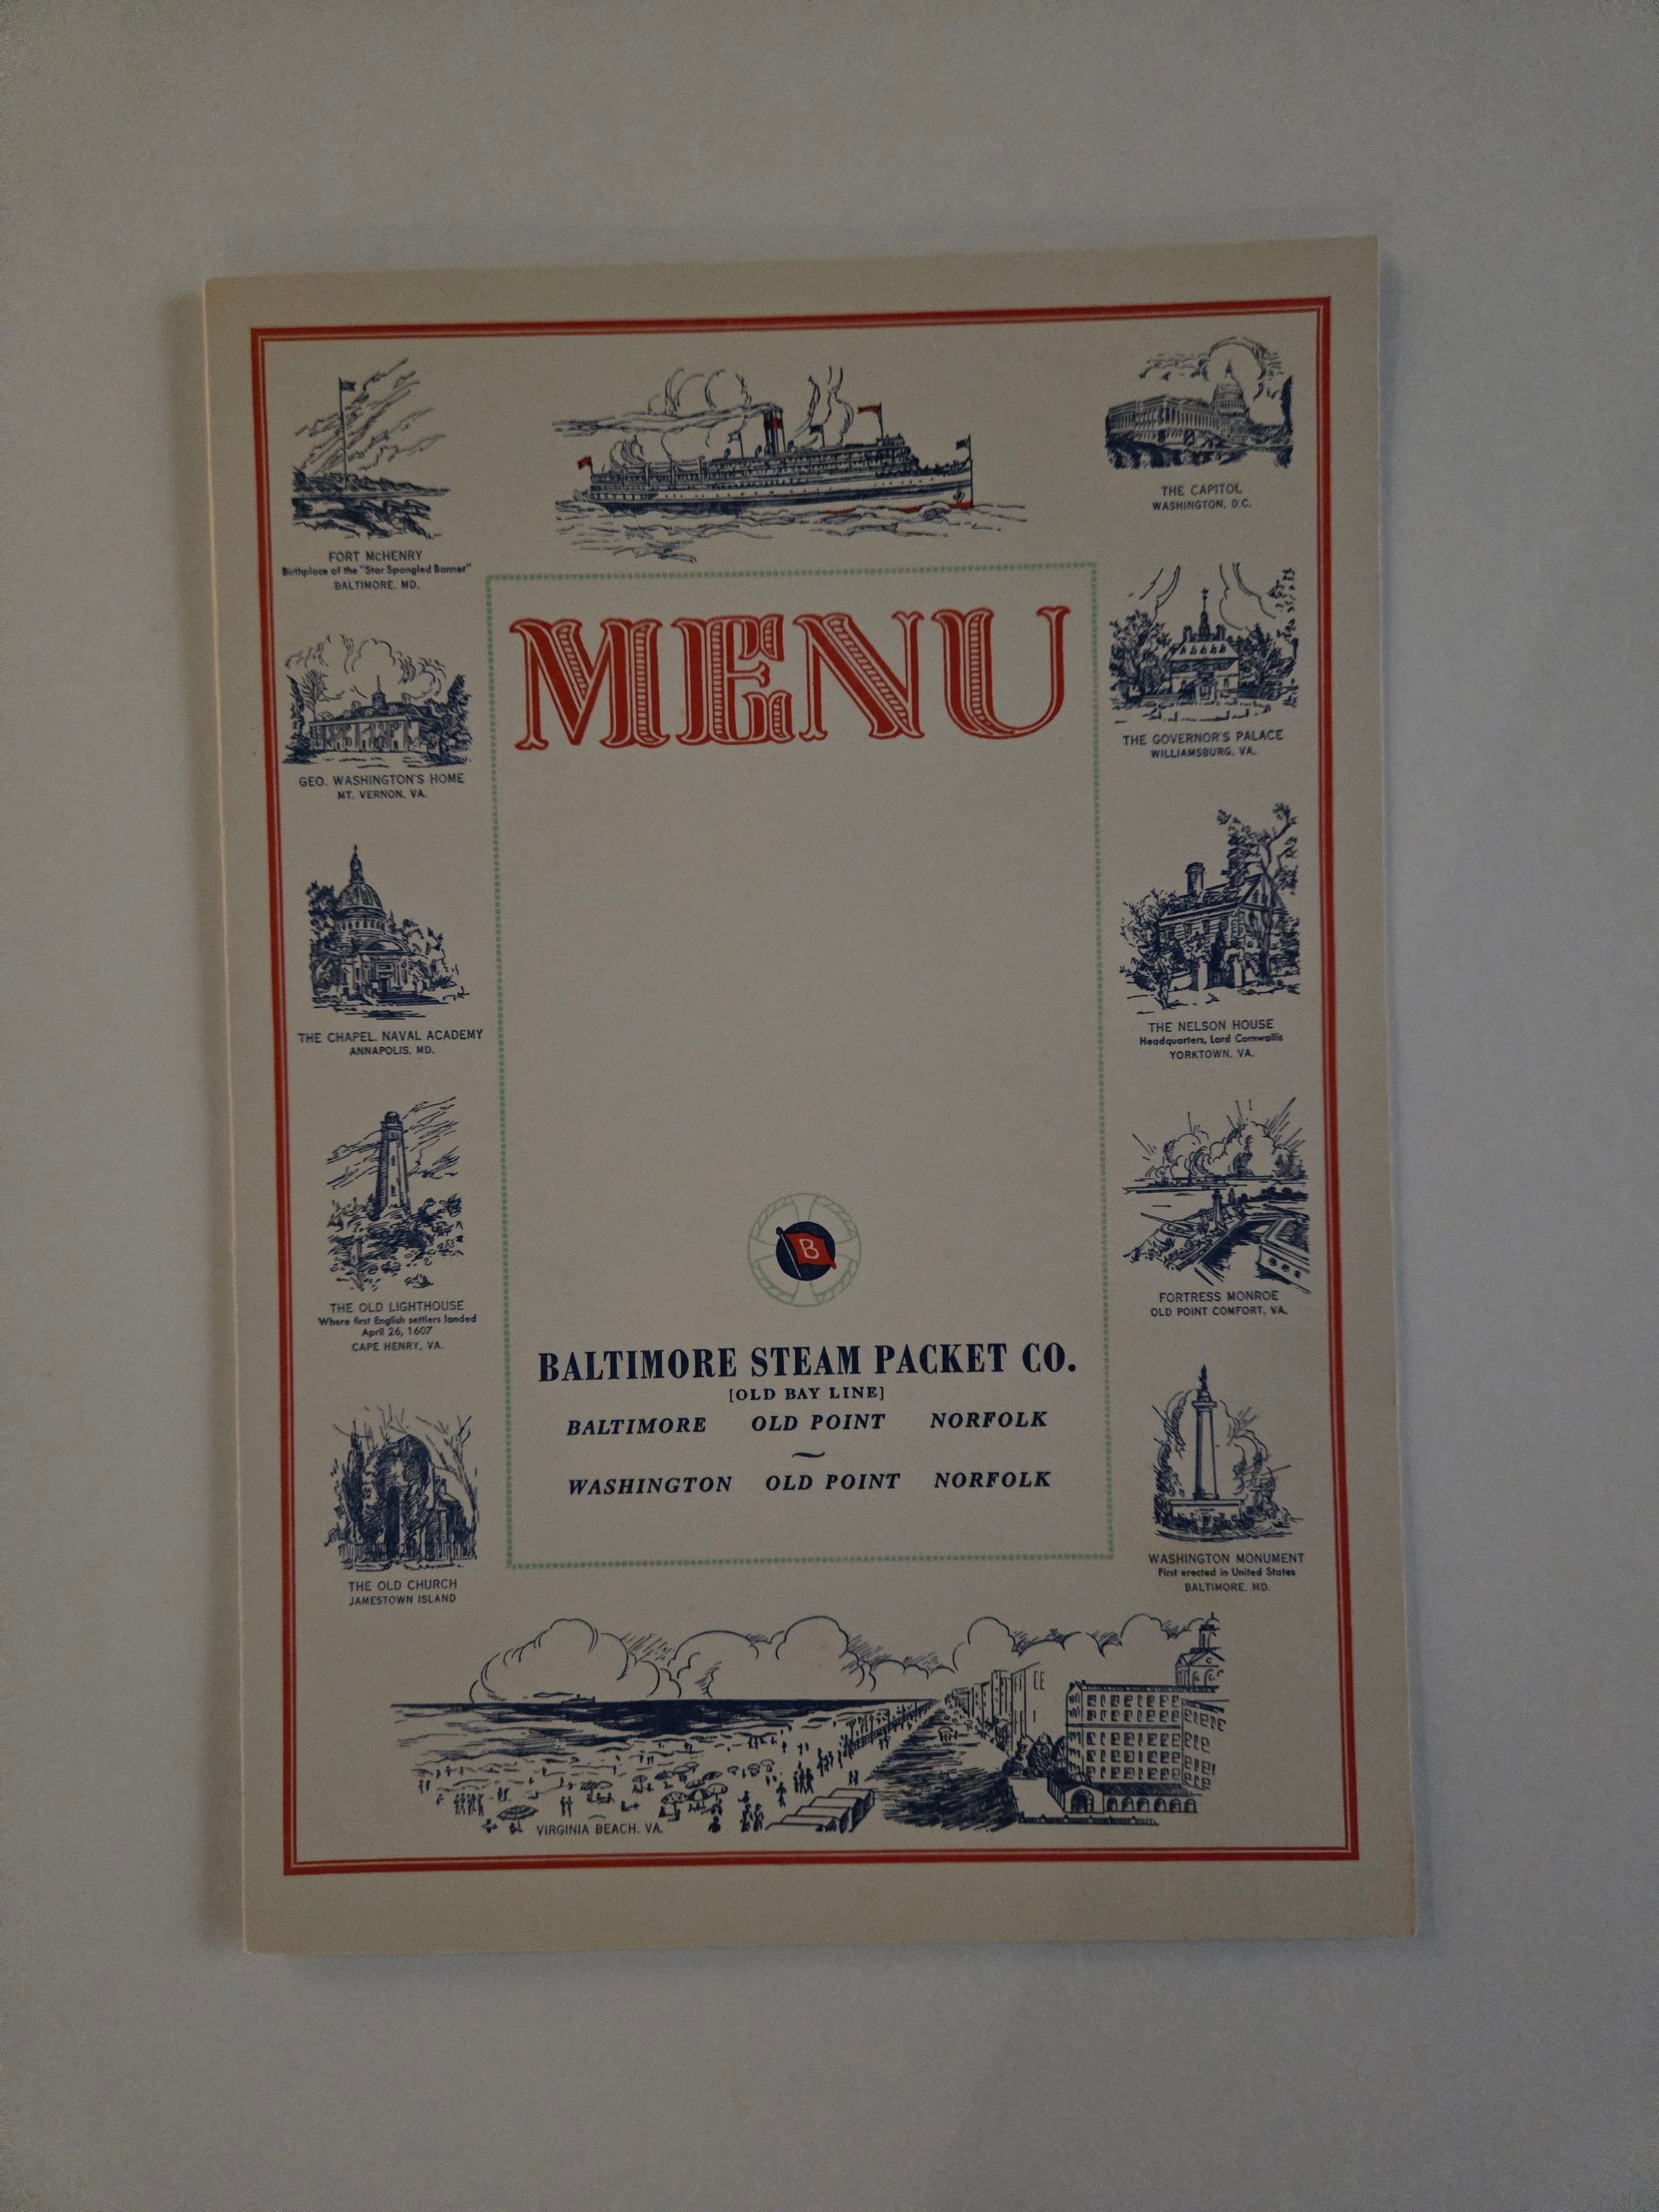 FORT McHENRY
Birthplace of the "Star Spangled Banner"
BALTIMORE, MD.
THE CAPITOL
WASHINGTON, D.C.
MENU
GEO. WASHINGTON'S HOME
MT. VERNON, VA.
THE GOVERNOR'S PALACE
WILLIAMSBURG, VA.
THE CHAPEL, NAVAL ACADEMY
ANNAPOLIS, MD.
THE NELSON HOUSE
Headquarters, Lord Cornwallis
YORKTOWN, VA.
THE OLD LIGHTHOUSE
Where first English settlers landed
April 26, 1607
CAPE HENRY, VA.
FORTRESS MONROE
OLD POINT COMFORT, VA.
B
BALTIMORE STEAM PACKET CO.
[OLD BAY LINE]
BALTIMORE OLD POINT NORFOLK
WASHINGTON OLD POINT NORFOLK
THE OLD CHURCH
JAMESTOWN ISLAND
WASHINGTON MONUMENT
First erected in United States
BALTIMORE, MD.
VIRGINIA BEACH, VA.